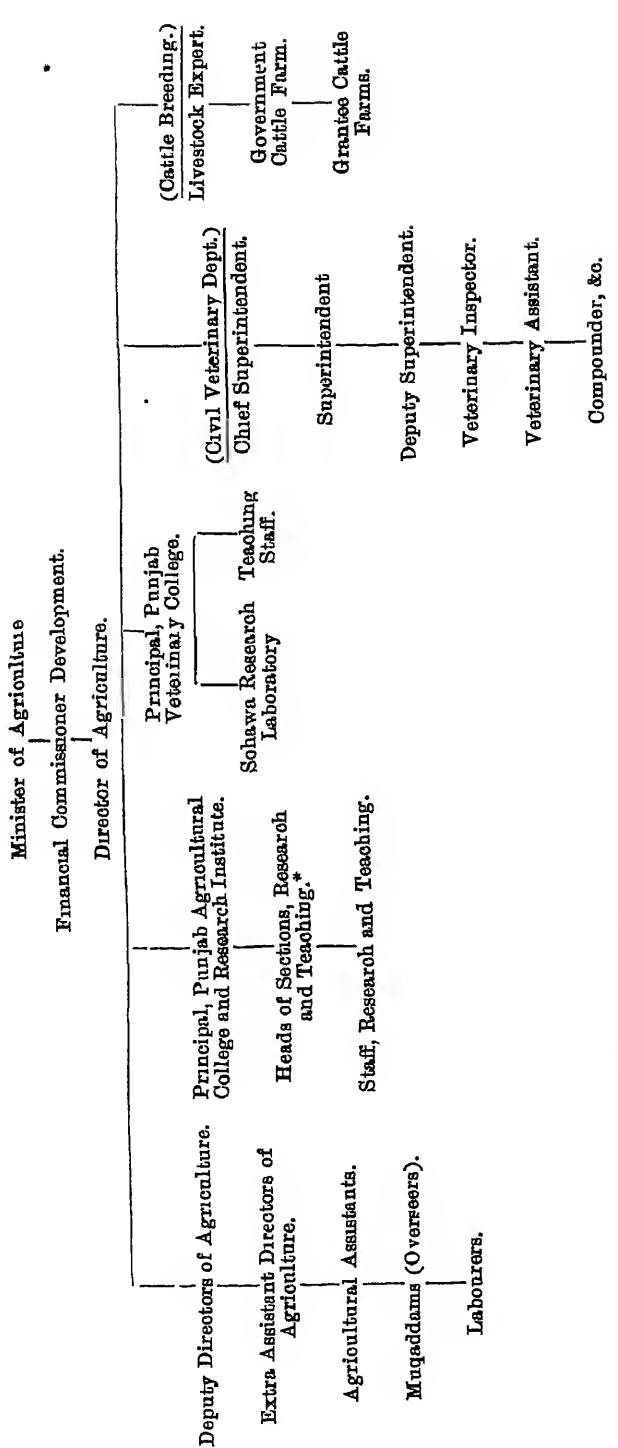 Minister of Agriculture
Financial Commissioner Development.
Director of Agriculture.
Deputy Directors of Agriculture.
Extra Assistant Directors of
Agriculture.
Agricultural Assistants.
Muqaddams (Overseers).
Labourers.
Principal, Punjab Agricultural
College and Research Institute.
Heads of Sections, Research
and Teaching.*
Staff, Research and Teaching.
Principal, Punjab
Veterinary College.
Sohawa Research
Laboratory
Teaching
Staff.
(Civil Veterinary Dept.)
Chief Superintendent.
Superintendent
Deputy Superintendent.
Veterinary Inspector.
Veterinary Assistant.
Compounder, &c.
(Cattle Breeding.)
Livestock Expert.
Government
Cattle Farm.
Grantee Cattle
Farms.
*